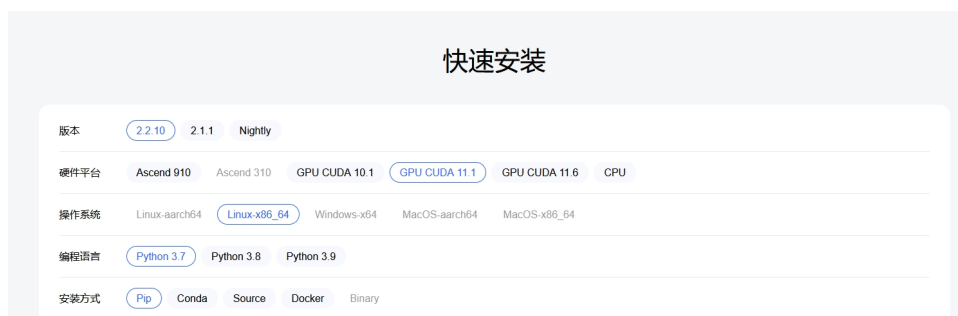 快速安装
版本 2.2.10 2.1.1 Nightly
硬件平台 Ascend 910 Ascend 310 GPU CUDA 10.1 GPU CUDA 11.1 GPU CUDA 11.6 CPU
操作系统 Linux-aarch64 Linux-x86_64 Windows-x64 MacOS-aarch64 MacOS-x86_64
编程语言 Python 3.7 Python 3.8 Python 3.9
安装方式 Pip Conda Source Docker Binary